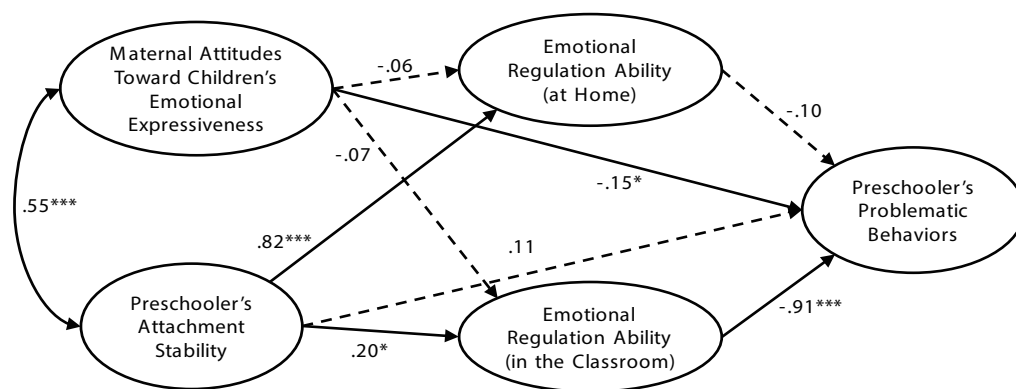 Maternal Attitudes
Toward Children's
Emotional
Expressiveness
Emotional
Regulation Ability
(at Home)
-.06
-.10
-.07
-.15*
.55***
.82***
.11
Preschooler's
Problematic
Behaviors
Preschooler's
Attachment
Stability
.20*
Emotional
Regulation Ability
(in the Classroom)
-.91***